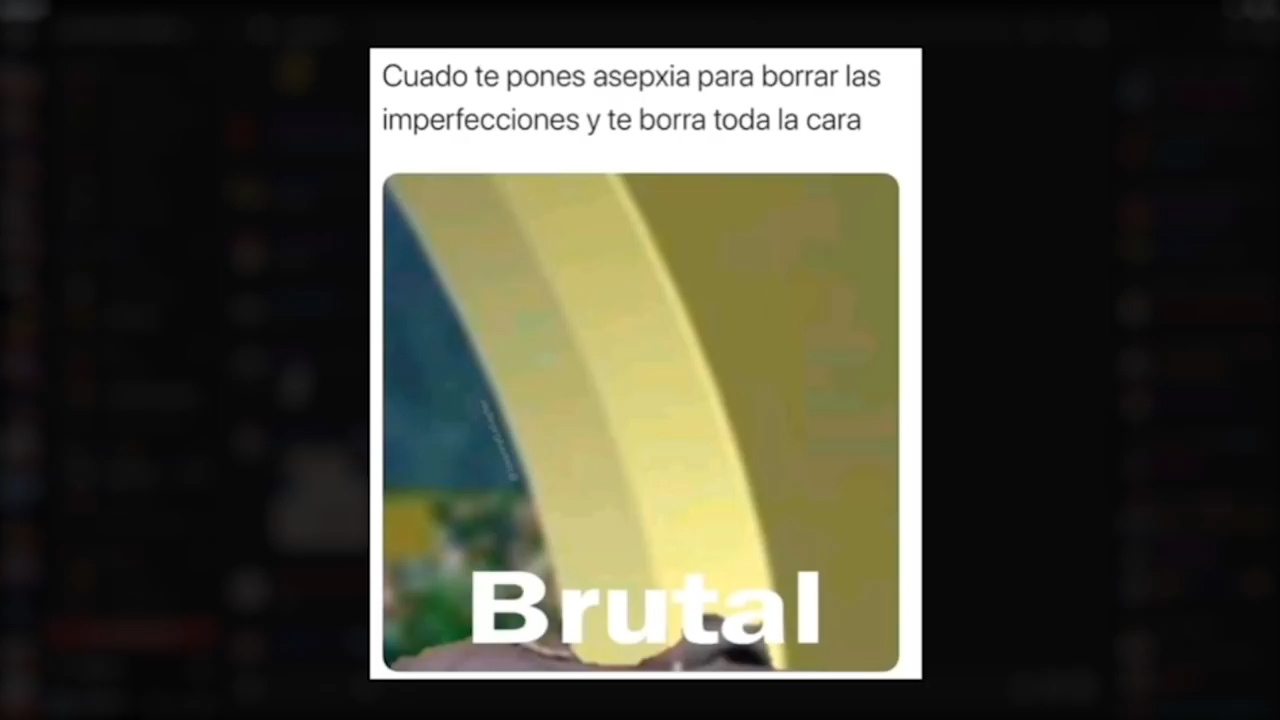 Cuado te pones asepxia para borrar las
imperfecciones y te borra toda la cara
Brutal